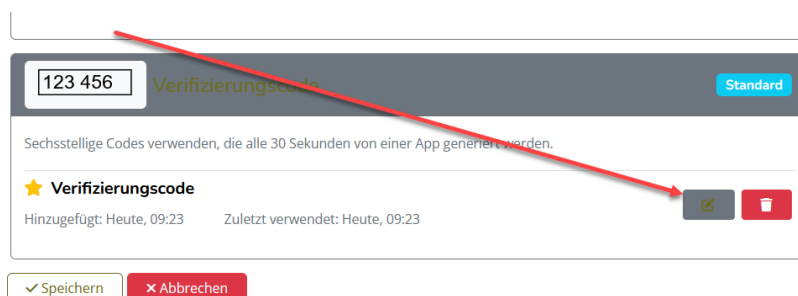 123 456
Verifizierungscode
Standard
Sechsstellige Codes verwenden, die alle 30 Sekunden von einer App generiert werden.
Verifizierungscode
Hinzugefügt: Heute, 09:23 Zuletzt verwendet: Heute, 09:23
Speichern
Abbrechen